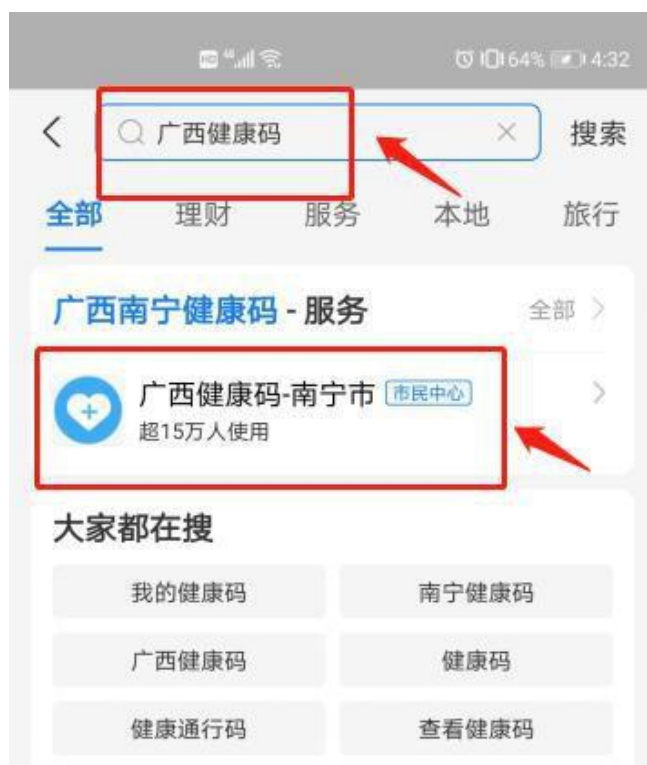 HD 4G 64% 4:32
广西健康码 搜索
全部 理财 服务 本地 旅行
广西南宁健康码 - 服务 全部
广西健康码-南宁市 市民中心
超15万人使用
大家都在搜
我的健康码 南宁健康码
广西健康码 健康码
健康通行码 查看健康码